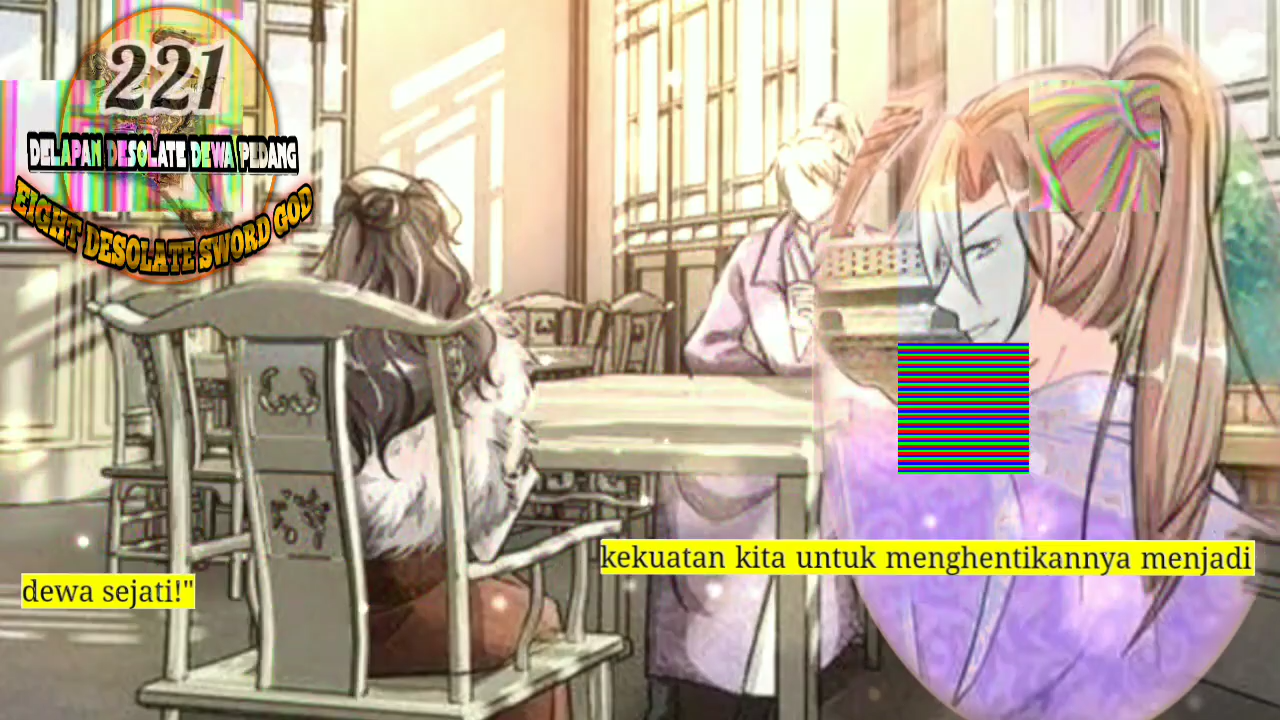 221
DELAPAN DESOLATE DEWA PEDANG
EIGHT DESOLATE SWORD GOD
kekuatan kita untuk menghentikannya menjadi
dewa sejati!"